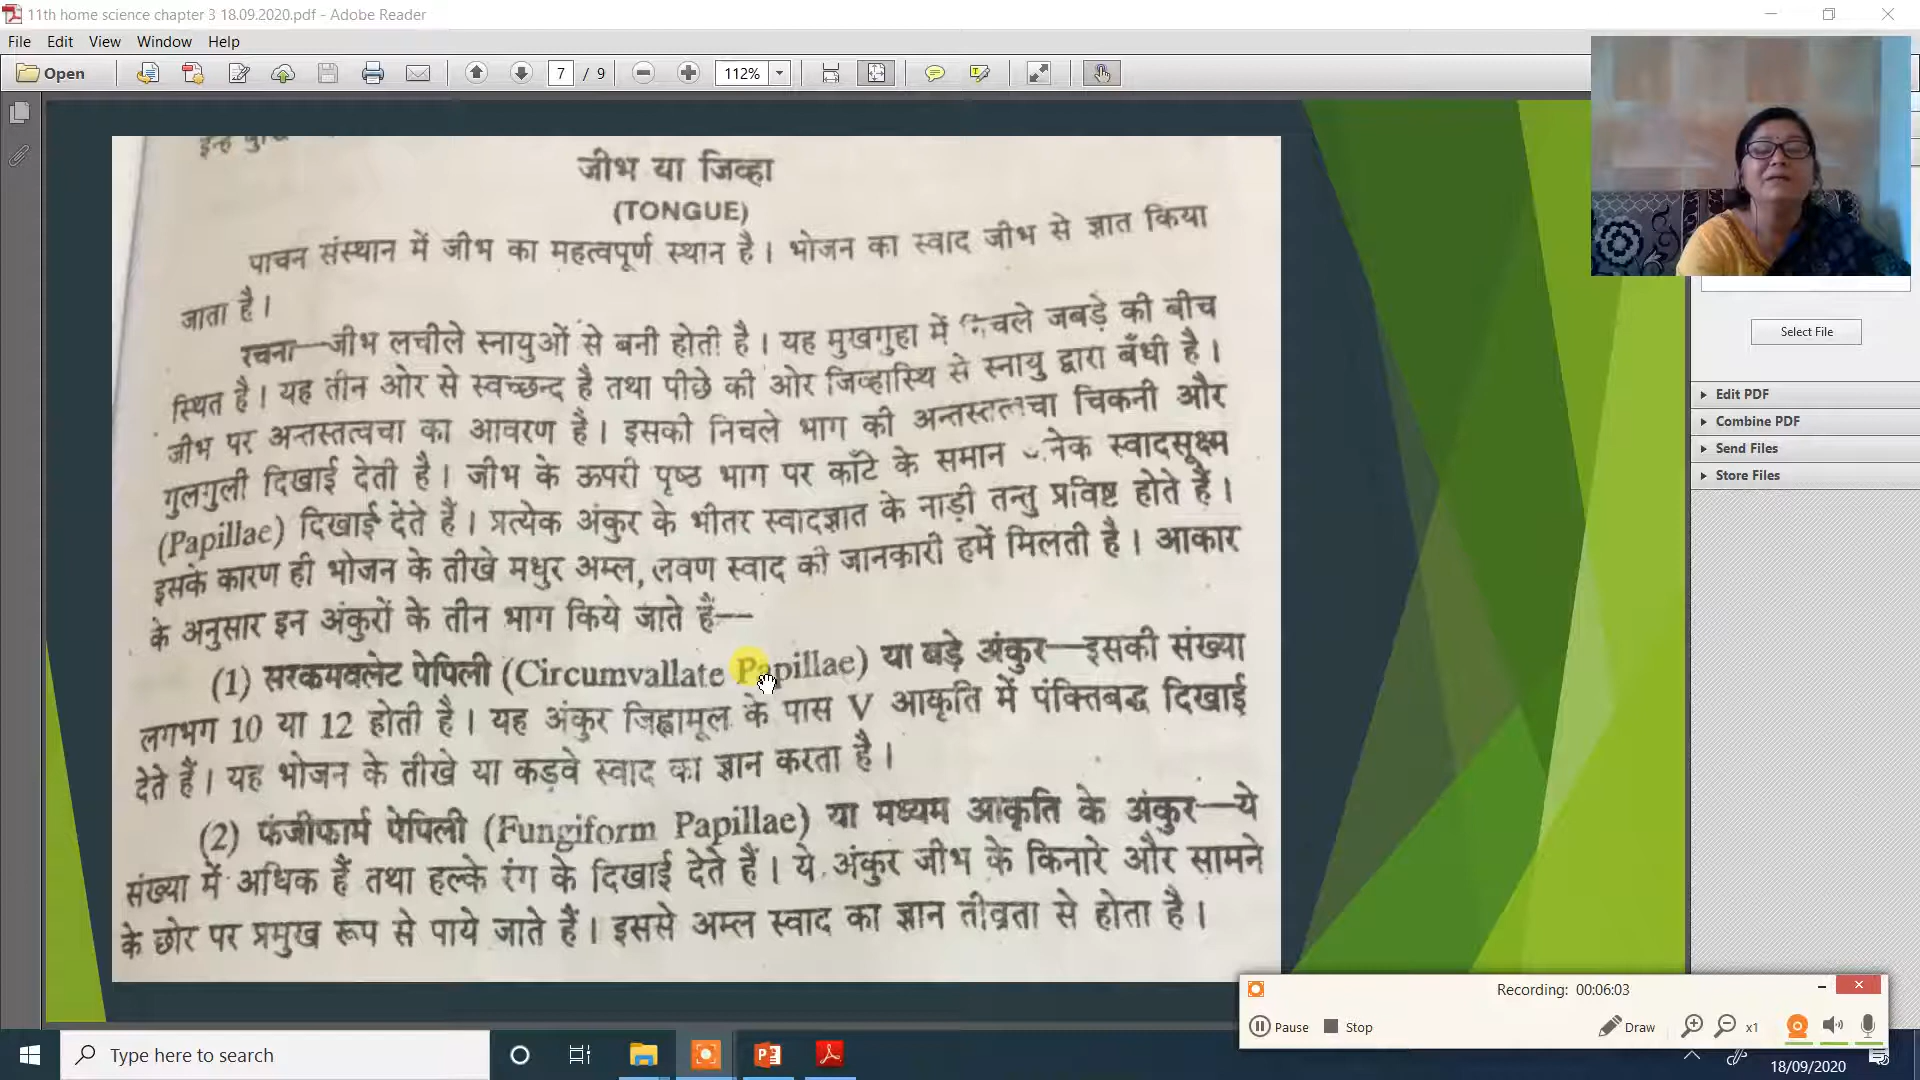 11th home science chapter 3 18.09.2020.pdf - Adobe Reader
File Edit View Window Help
Open 7 / 9 112%
जीभ या जिव्हा
(TONGUE)
पाचन संस्थान में जीभ का महत्वपूर्ण स्थान है। भोजन का स्वाद जीभ से ज्ञात किया
जाता है।
रचना—जीभ लचीले स्नायुओं से बनी होती है। यह मुखगुहा में जबड़े की बीच
स्थित है। यह तीन ओर से स्वच्छन्द है तथा पीछे की ओर जिव्हास्थि से स्नायु द्वारा बँधी है।
जीभ पर अन्तस्तत्वचा का आवरण है। इसकी निचले भाग की चिकनी और
गुलगुली दिखाई देती है। जीभ के ऊपरी पृष्ठ भाग पर काँटे के समान स्वादसूक्ष्म
(Papillae) दिखाई देते हैं। प्रत्येक अंकुर के भीतर स्वादज्ञात के नाड़ी तन्तु प्रविष्ट होते हैं।
इसके कारण ही भोजन के तीखे मधुर अम्ल, लवण स्वाद की जानकारी हमें मिलती है। आकार
के अनुसार इन अंकुरों के तीन भाग किये जाते हैं—
(1) सरकमवलेट पेपिली (Circumvallate Papillae) या बड़े अंकुर—इसकी संख्या
लगभग 10 या 12 होती है। यह अंकुर जिह्वामूल के पास V आकृति में पंक्तिबद्ध दिखाई
देते हैं। यह भोजन के तीखे या कड़वे स्वाद का ज्ञान करता है।
(2) फंजीफार्म पेपिली (Fungiform Papillae) या मध्यम आकृति के अंकुर—ये
संख्या में अधिक हैं तथा हल्के रंग के दिखाई देते हैं। ये अंकुर जीभ के किनारे और सामने
के छोर पर प्रमुख रूप से पाये जाते हैं। इससे अम्ल स्वाद का ज्ञान तीव्रता से होता है।
Select File
Edit PDF
Combine PDF
Send Files
Store Files
Recording: 00:06:03
Pause Stop Draw x1
Type here to search
18/09/2020